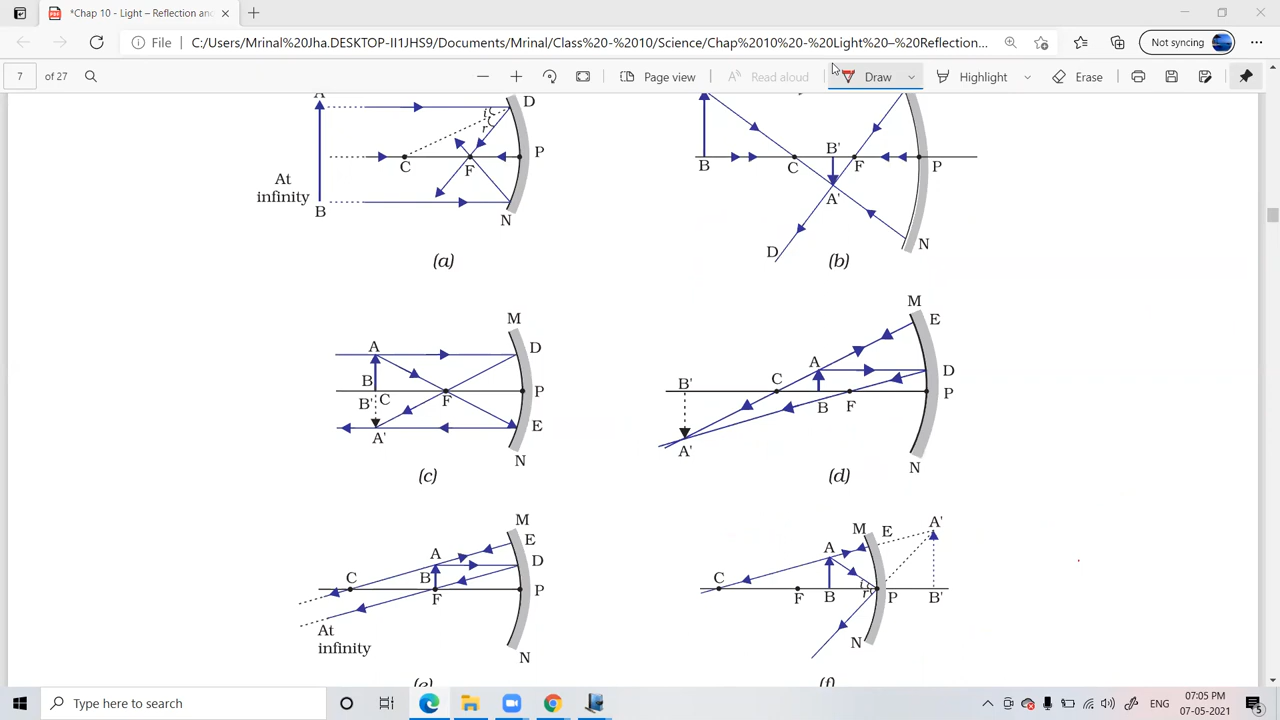 *Chap 10 - Light – Reflection an
File C:/Users/Mrinal%20Jha.DESKTOP-II1JHS9/Documents/Mrinal/Class%20-%2010/Science/Chap%2010%20-%20Light%20–%20Reflection... Not syncing
7 of 27 Page view Read aloud Draw Highlight Erase
A D i r C F P At infinity B N
(a)
B C B' F P A' D N
(b)
M A D B B' C F P A' E N
(c)
M E A D B' C B F P A' N
(d)
M E A D C B F P At infinity N
(e)
M E A' A C F B i r P B' N
(f)
Type here to search ENG 07:05 PM 07-05-2021 5